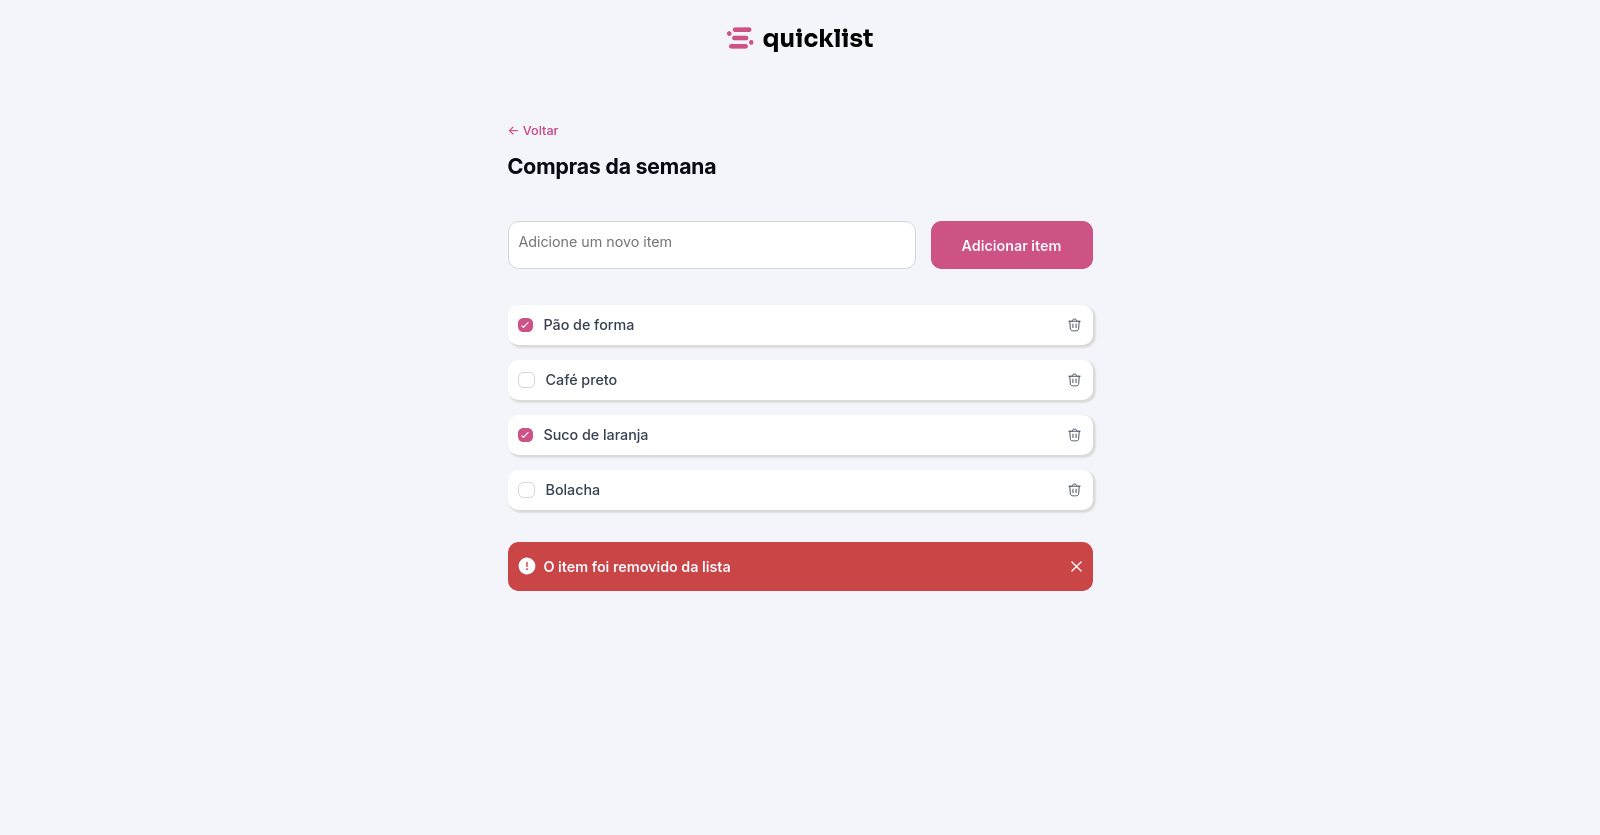 quicklist
← Voltar
Compras da semana
Adicione um novo item
Adicionar item
Pão de forma
Café preto
Suco de laranja
Bolacha
O item foi removido da lista